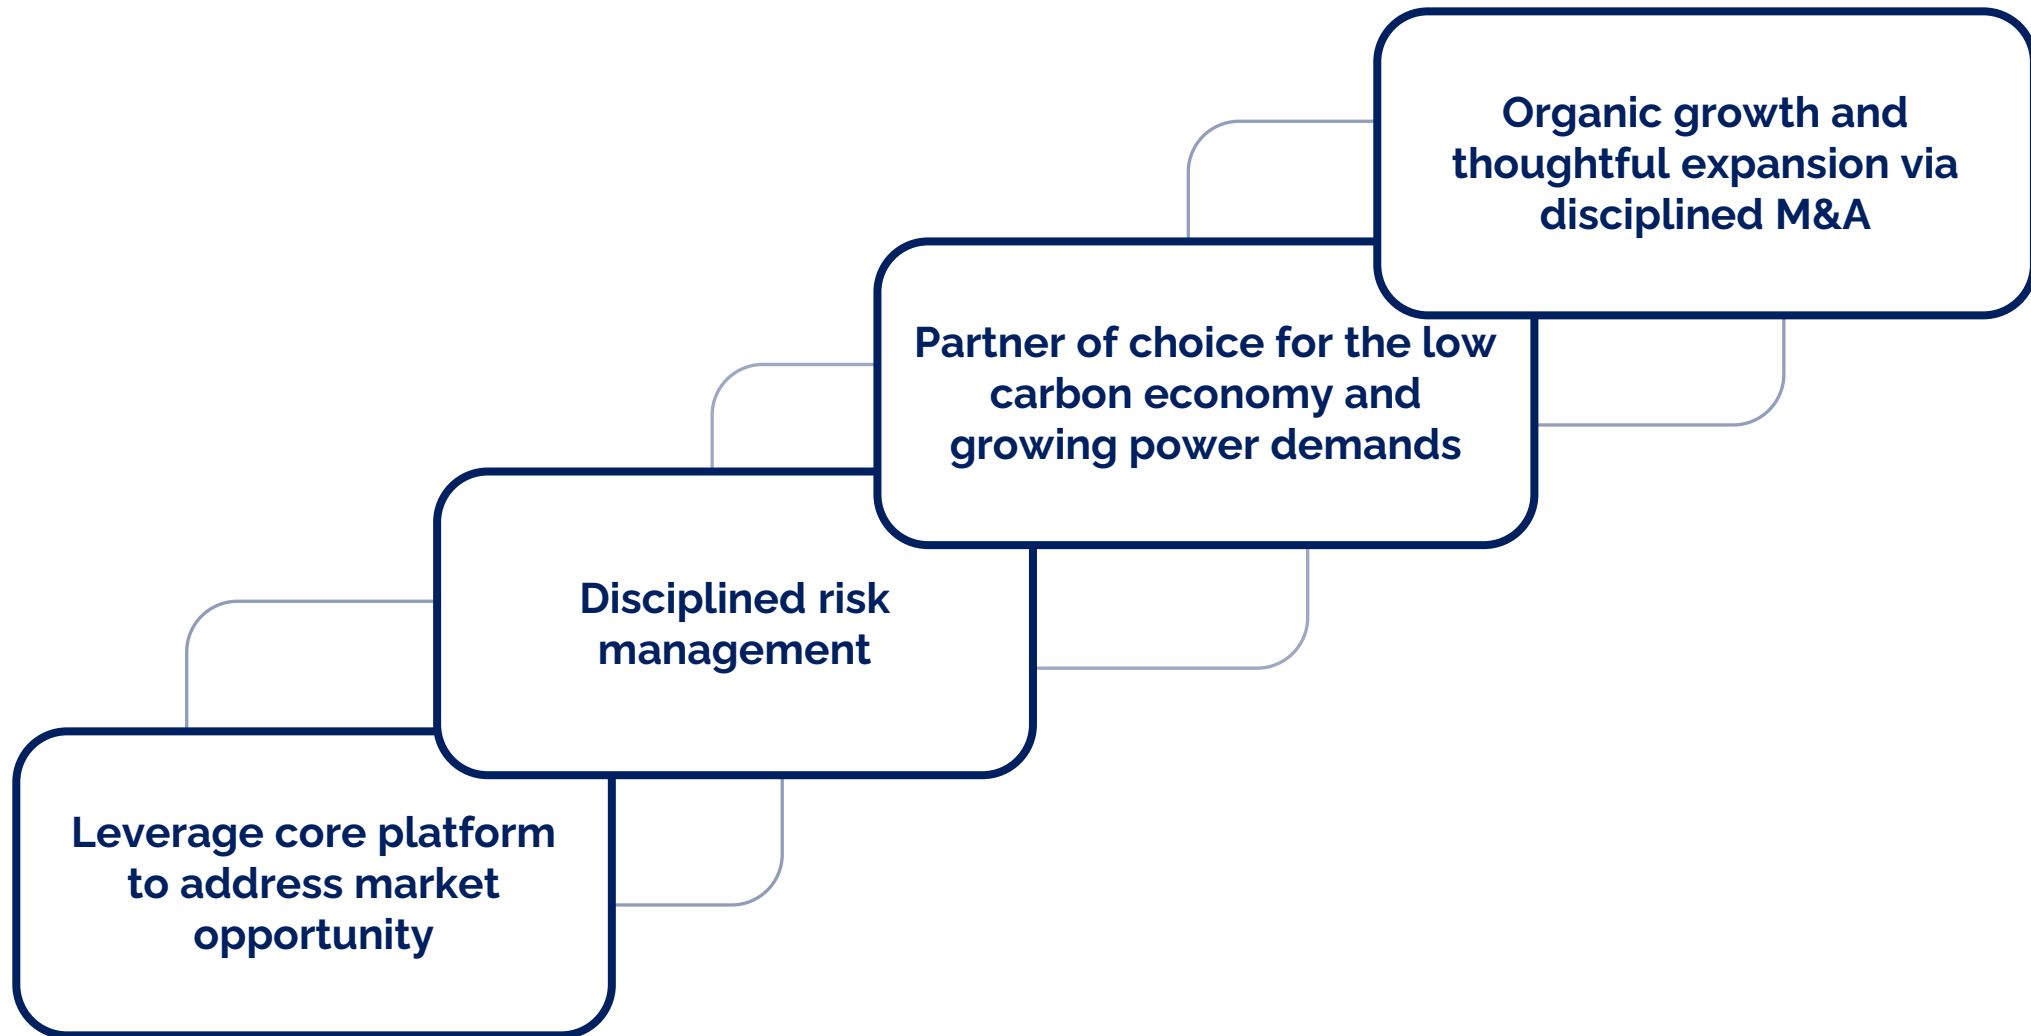 Organic growth and
thoughtful expansion via
disciplined M&A
Partner of choice for the low
carbon economy and
growing power demands
Disciplined risk
management
Leverage core platform
to address market
opportunity